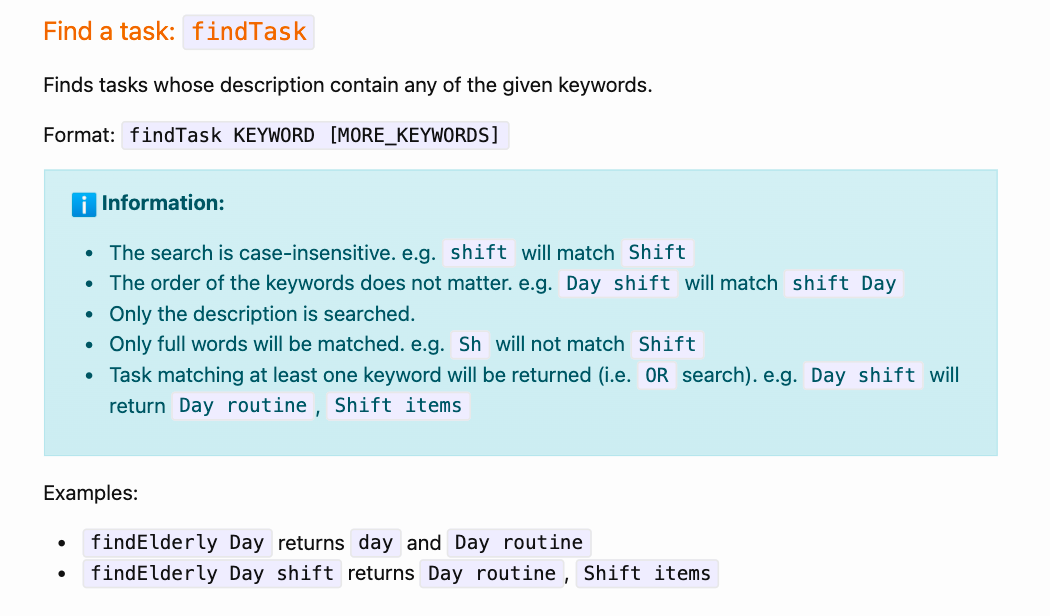 Find a task: findTask
Finds tasks whose description contain any of the given keywords.
Format: findTask KEYWORD [MORE_KEYWORDS]
ℹ️ Information:
• The search is case-insensitive. e.g. shift will match Shift
• The order of the keywords does not matter. e.g. Day shift will match shift Day
• Only the description is searched.
• Only full words will be matched. e.g. Sh will not match Shift
• Task matching at least one keyword will be returned (i.e. OR search). e.g. Day shift will
return Day routine , Shift items
Examples:
• findElderly Day returns day and Day routine
• findElderly Day shift returns Day routine , Shift items